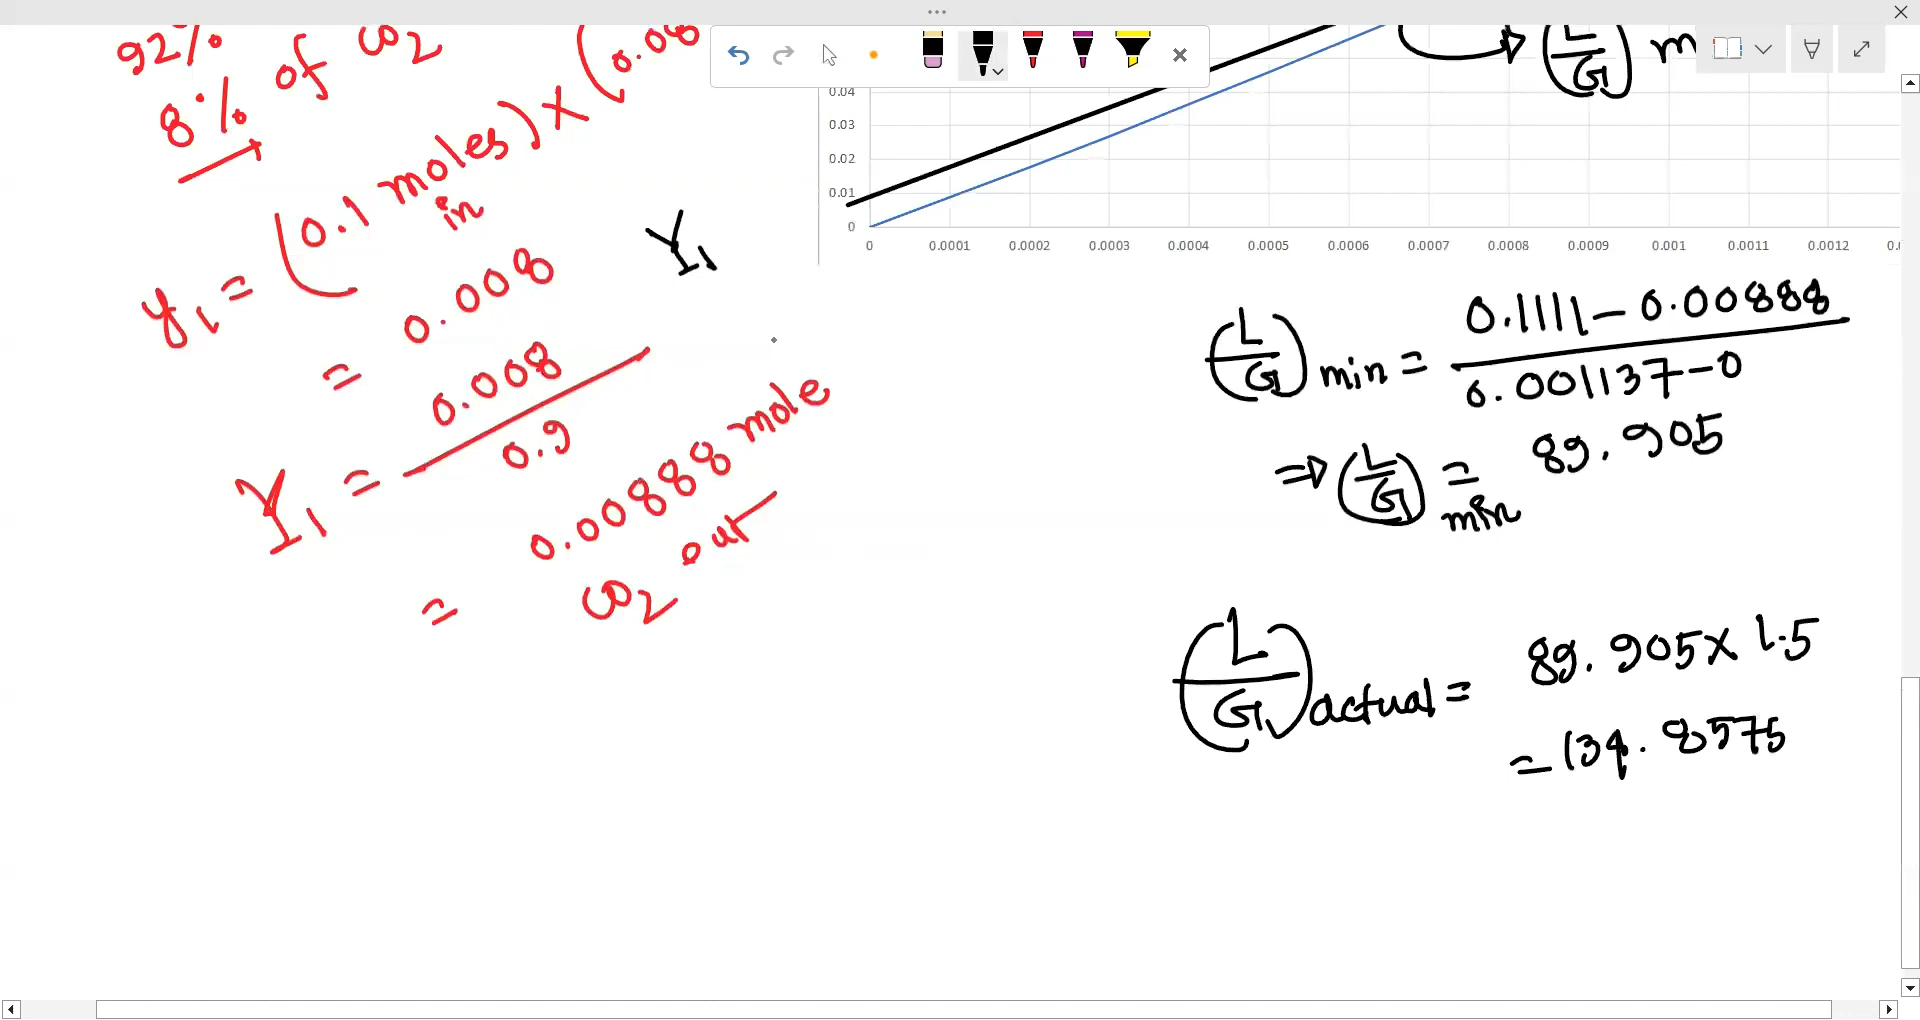 92%
8% of CO2
y1 = (0.1 moles) × (0.08
in
= 0.008
Y1 = 0.008
0.9
= 0.00888 mole
CO2 out
Y1
(L/G) m
0.04
0.03
0.02
0.01
0
0 0.0001 0.0002 0.0003 0.0004 0.0005 0.0006 0.0007 0.0008 0.0009 0.001 0.0011 0.0012 0.
(L/G) min = 0.1111 - 0.00888
0.001137 - 0
⇒ (L/G) min = 89.905
(L/G) actual = 89.905 × 1.5
= 134.8575